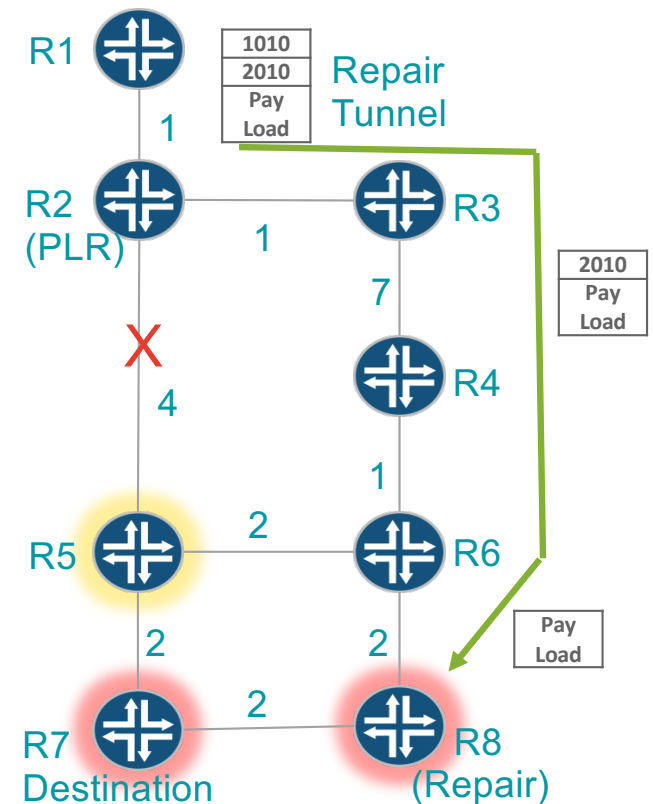 R1
1010
2010
Pay
Load
Repair
Tunnel
1
R2
(PLR)
R3
1
7
2010
Pay
Load
X
R4
4
1
R5
2
R6
2
2
Pay
Load
2
R7
Destination
R8
(Repair)